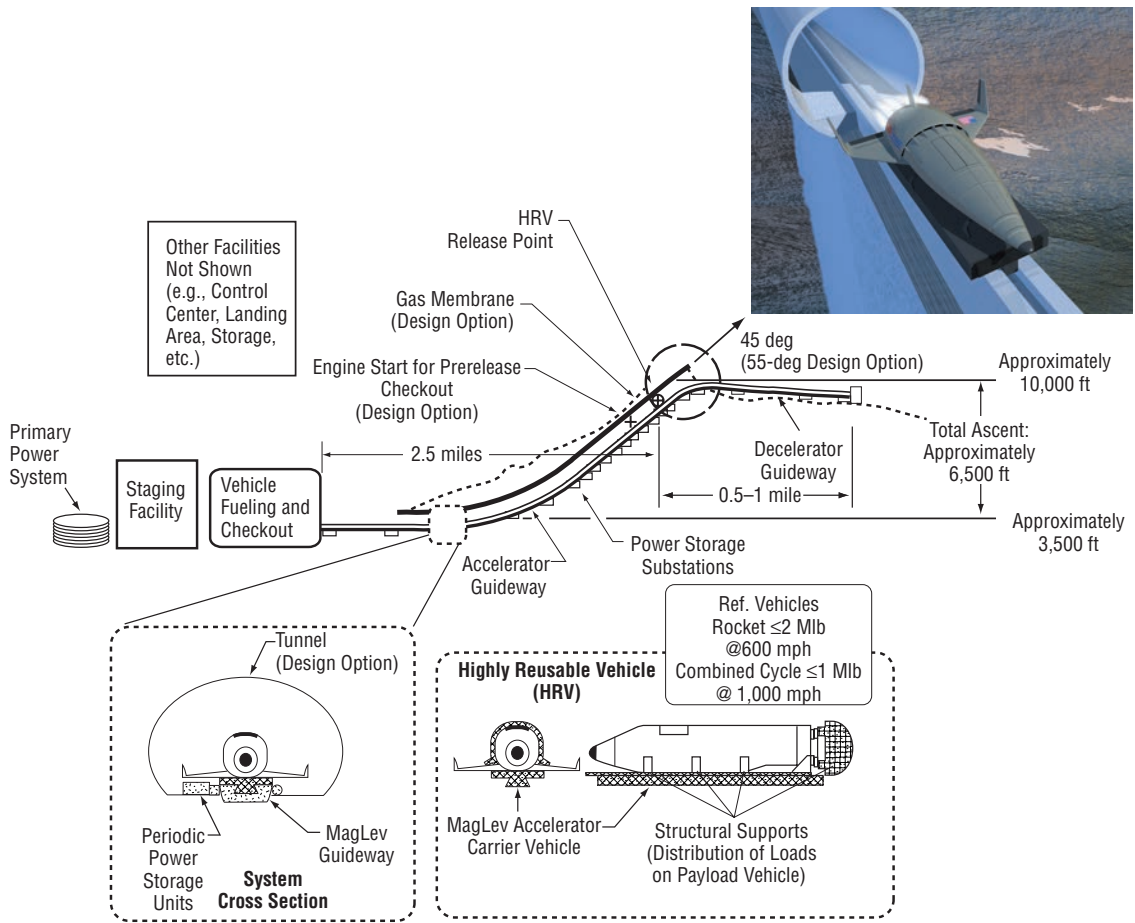 HRV
Release Point
Other Facilities
Not Shown
(e.g., Control
Center, Landing
Area, Storage,
etc.)
Gas Membrane
(Design Option)
45 deg
(55-deg Design Option)
Engine Start for Prerelease
Checkout
(Design Option)
Approximately
10,000 ft
Primary
Power
System
Staging
Facility
Vehicle
Fueling and
Checkout
2.5 miles
Decelerator
Guideway
0.5–1 mile
Total Ascent:
Approximately
6,500 ft
Approximately
3,500 ft
Accelerator
Guideway
Power Storage
Substations
Tunnel
(Design Option)
Periodic
Power
Storage
Units
MagLev
Guideway
System
Cross Section
Highly Reusable Vehicle
(HRV)
Ref. Vehicles
Rocket ≤2 Mlb
@600 mph
Combined Cycle ≤1 Mlb
@ 1,000 mph
MagLev Accelerator
Carrier Vehicle
Structural Supports
(Distribution of Loads
on Payload Vehicle)